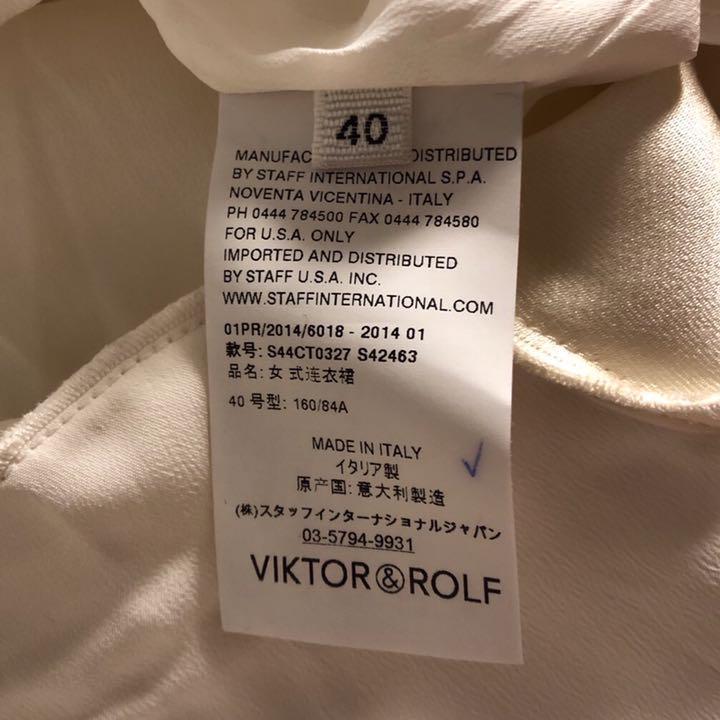 40
MANUFAC DISTRIBUTED
BY STAFF INTERNATIONAL S.P.A.
NOVENTA VICENTINA - ITALY
PH 0444 784500 FAX 0444 784580
FOR U.S.A. ONLY
IMPORTED AND DISTRIBUTED
BY STAFF U.S.A. INC.
WWW.STAFFINTERNATIONAL.COM
01PR/2014/6018 - 2014 01
款号: S44CT0327 S42463
品名: 女 式连衣裙
40 号型: 160/84A
MADE IN ITALY
イタリア製
原产国: 意大利製造
(株)スタッフインターナショナルジャパン
03-5794-9931
VIKTOR&ROLF